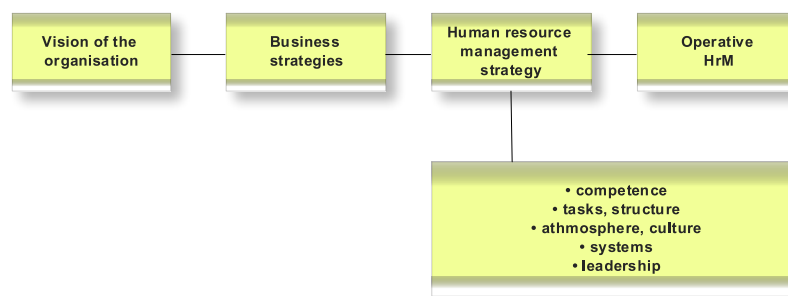 Vision of the
organisation
Business
strategies
Human resource
management
strategy
Operative
HrM
• competence
• tasks, structure
• athmosphere, culture
• systems
• leadership